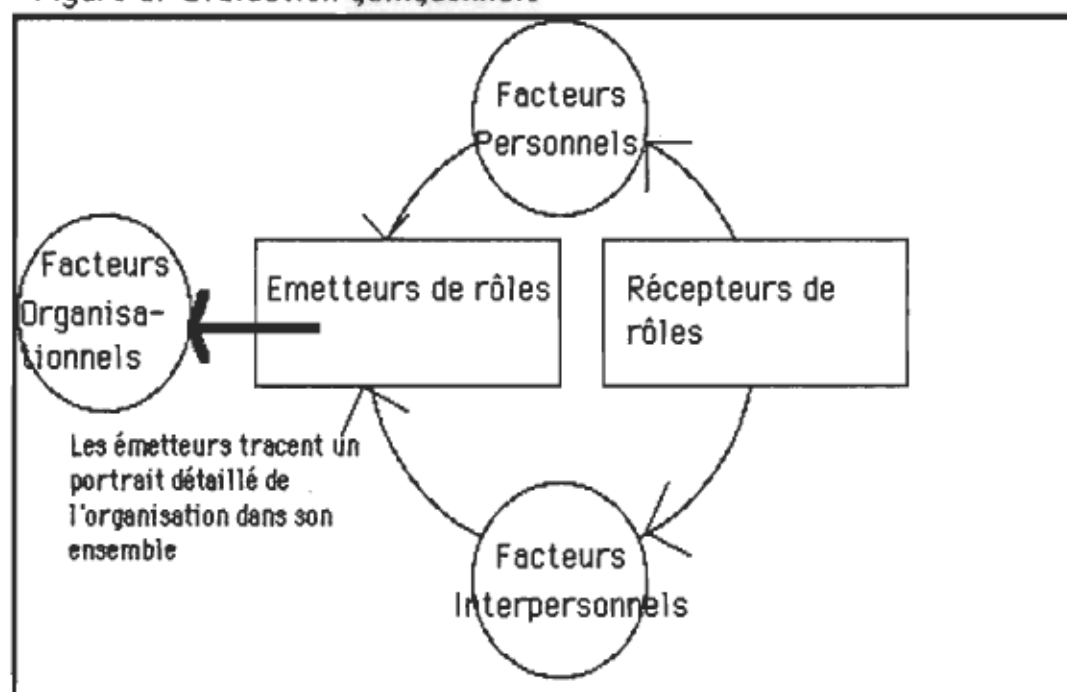 Facteurs
Personnels
Facteurs
Organisa-
tionnels
Emetteurs de rôles
Récepteurs de
rôles
Les émetteurs tracent un
portrait détaillé de
l'organisation dans son
ensemble
Facteurs
Interpersonnels